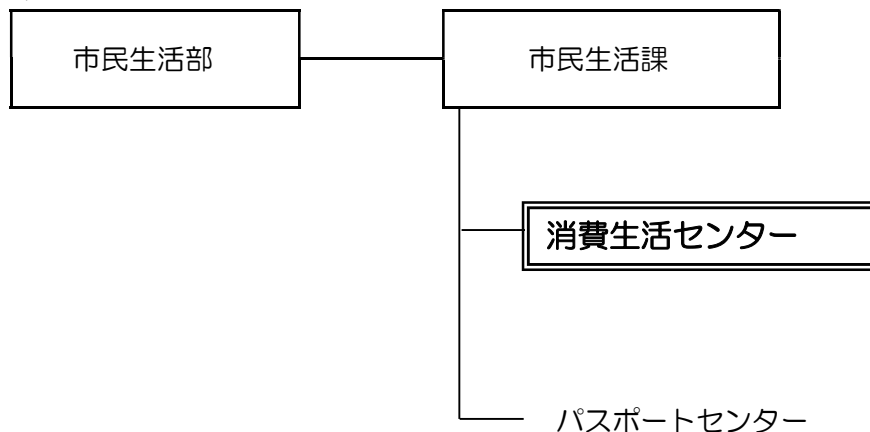 市民生活部
市民生活課
消費生活センター
パスポートセンター